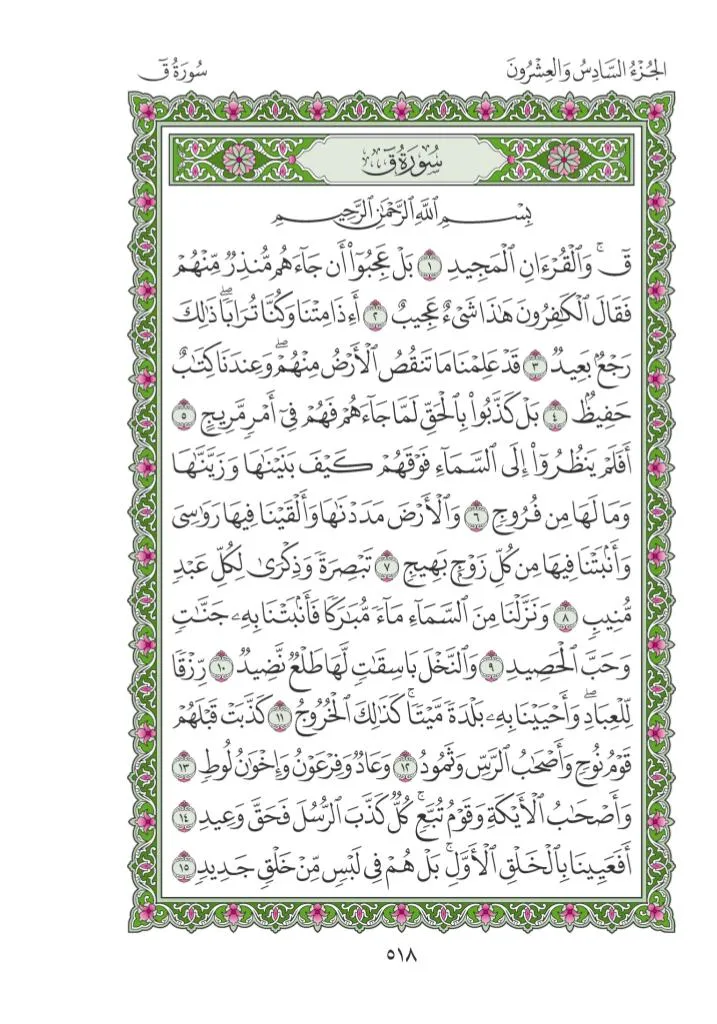 الجُزْءُ السَّادِسُ وَالعِشْرُونَ
سُورَةُ قٓ
سُورَةُ قٓ
بِسْمِ ٱللَّهِ ٱلرَّحْمَٰنِ ٱلرَّحِيمِ
قٓۚ وَٱلْقُرْءَانِ ٱلْمَجِيدِ ١ بَلْ عَجِبُوٓا۟ أَن جَآءَهُم مُّنذِرٌ مِّنْهُمْ
فَقَالَ ٱلْكَٰفِرُونَ هَٰذَا شَىْءٌ عَجِيبٌ ٢ أَءِذَا مِتْنَا وَكُنَّا تُرَابًاۖ ذَٰلِكَ
رَجْعٌۢ بَعِيدٌ ٣ قَدْ عَلِمْنَا مَا تَنقُصُ ٱلْأَرْضُ مِنْهُمْۖ وَعِندَنَا كِتَٰبٌ
حَفِيظٌۢ ٤ بَلْ كَذَّبُوا۟ بِٱلْحَقِّ لَمَّا جَآءَهُمْ فَهُمْ فِىٓ أَمْرٍ مَّرِيجٍ ٥
أَفَلَمْ يَنظُرُوٓا۟ إِلَى ٱلسَّمَآءِ فَوْقَهُمْ كَيْفَ بَنَيْنَٰهَا وَزَيَّنَّٰهَا
وَمَا لَهَا مِن فُرُوجٍ ٦ وَٱلْأَرْضَ مَدَدْنَٰهَا وَأَلْقَيْنَا فِيهَا رَوَٰسِىَ
وَأَنۢبَتْنَا فِيهَا مِن كُلِّ زَوْجٍۭ بَهِيجٍ ٧ تَبْصِرَةً وَذِكْرَىٰ لِكُلِّ عَبْدٍ
مُّنِيبٍ ٨ وَنَزَّلْنَا مِنَ ٱلسَّمَآءِ مَآءً مُّبَٰرَكًا فَأَنۢبَتْنَا بِهِۦ جَنَّٰتٍ
وَحَبَّ ٱلْحَصِيدِ ٩ وَٱلنَّخْلَ بَاسِقَٰتٍ لَّهَا طَلْعٌ نَّضِيدٌ ١٠ رِّزْقًا
لِّلْعِبَادِۖ وَأَحْيَيْنَا بِهِۦ بَلْدَةً مَّيْتًاۚ كَذَٰلِكَ ٱلْخُرُوجُ ١١ كَذَّبَتْ قَبْلَهُمْ
قَوْمُ نُوحٍ وَأَصْحَٰبُ ٱلرَّسِّ وَثَمُودُ ١٢ وَعَادٌ وَفِرْعَوْنُ وَإِخْوَٰنُ لُوطٍ ١٣
وَأَصْحَٰبُ ٱلْأَيْكَةِ وَقَوْمُ تُبَّعٍۚ كُلٌّ كَذَّبَ ٱلرُّسُلَ فَحَقَّ وَعِيدِ ١٤
أَفَعَيِينَا بِٱلْخَلْقِ ٱلْأَوَّلِۚ بَلْ هُمْ فِى لَبْسٍ مِّنْ خَلْقٍ جَدِيدٍ ١٥
٥١٨